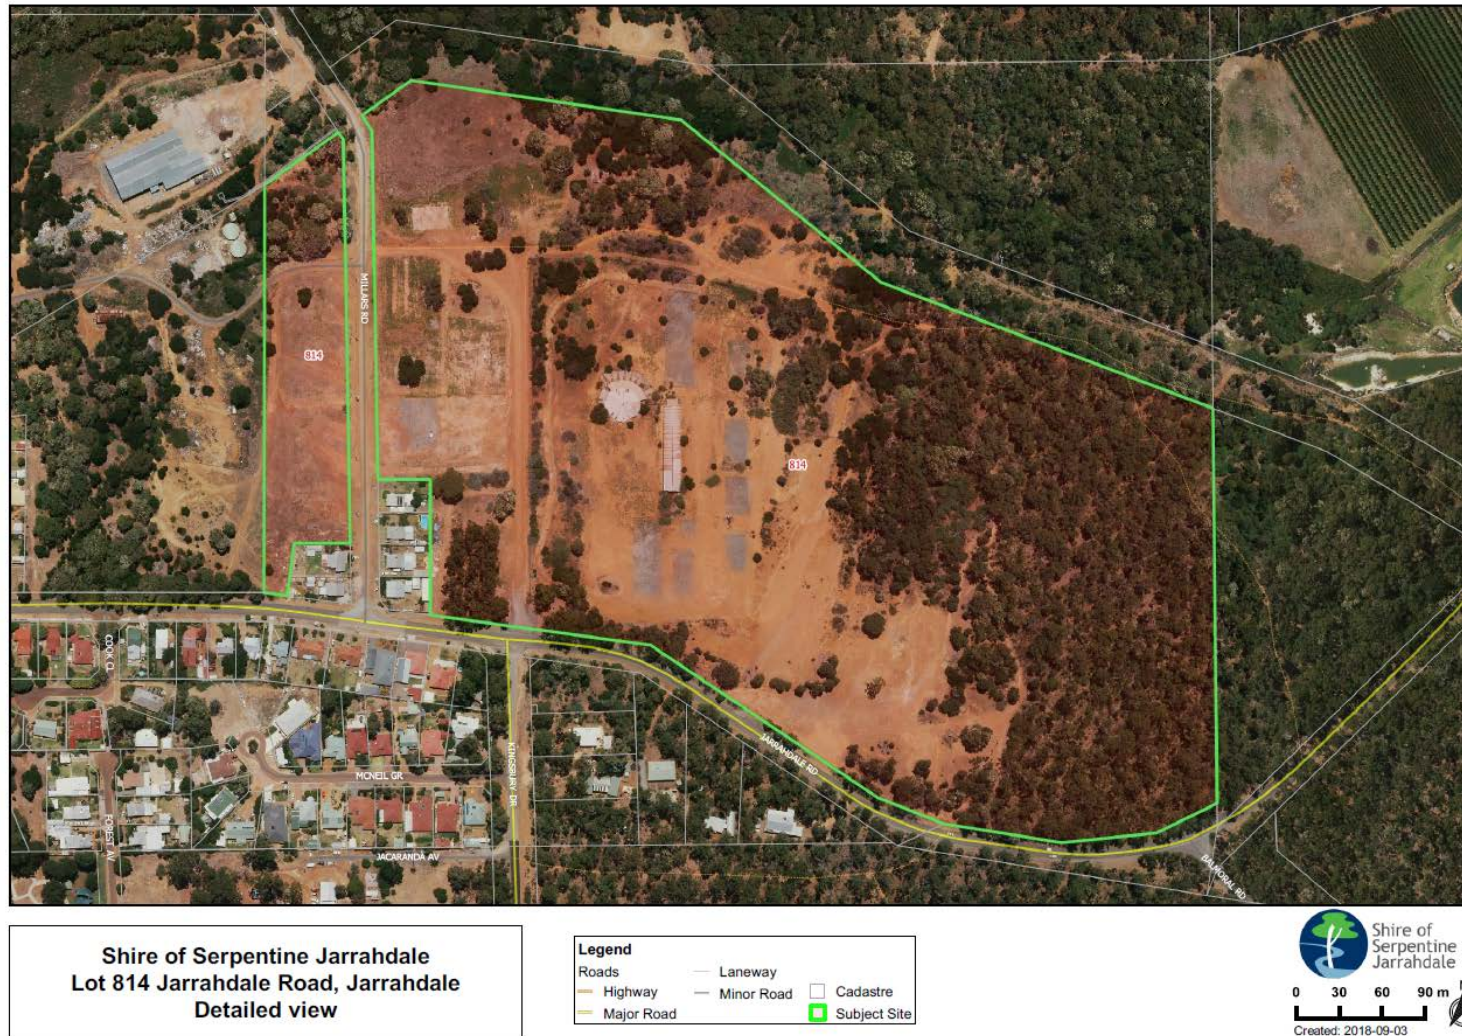 MILLARS RD
814
814
COOK CL
JARRAHDALE RD
KINGSBURY DR
MCNEIL GR
FOREST AV
JACARANDA AV
BALMORAL RD
Shire of Serpentine Jarrahdale
Lot 814 Jarrahdale Road, Jarrahdale
Detailed view
Legend
Roads
Highway
Major Road
Laneway
Minor Road
Cadastre
Subject Site
Shire of
Serpentine
Jarrahdale
0 30 60 90 m
Created: 2018-09-03